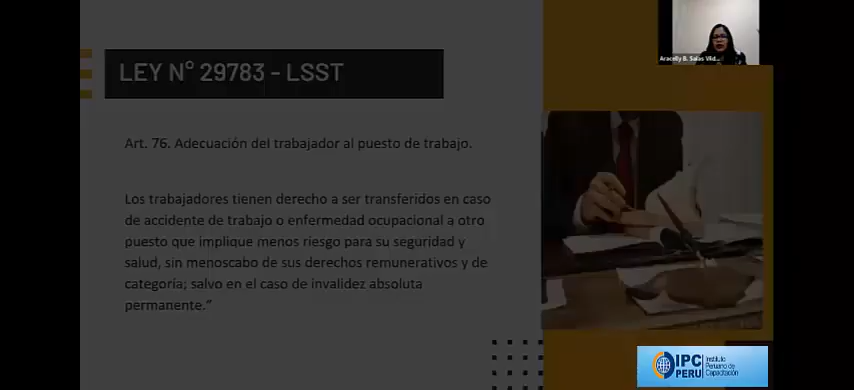 LEY N° 29783 - LSST
Aracelly B. Salas Vild...
Art. 76. Adecuación del trabajador al puesto de trabajo.
Los trabajadores tienen derecho a ser transferidos en caso
de accidente de trabajo o enfermedad ocupacional a otro
puesto que implique menos riesgo para su seguridad y
salud, sin menoscabo de sus derechos remunerativos y de
categoría; salvo en el caso de invalidez absoluta
permanente.”
IPC
PERU
Instituto
Peruano de
Capacitación